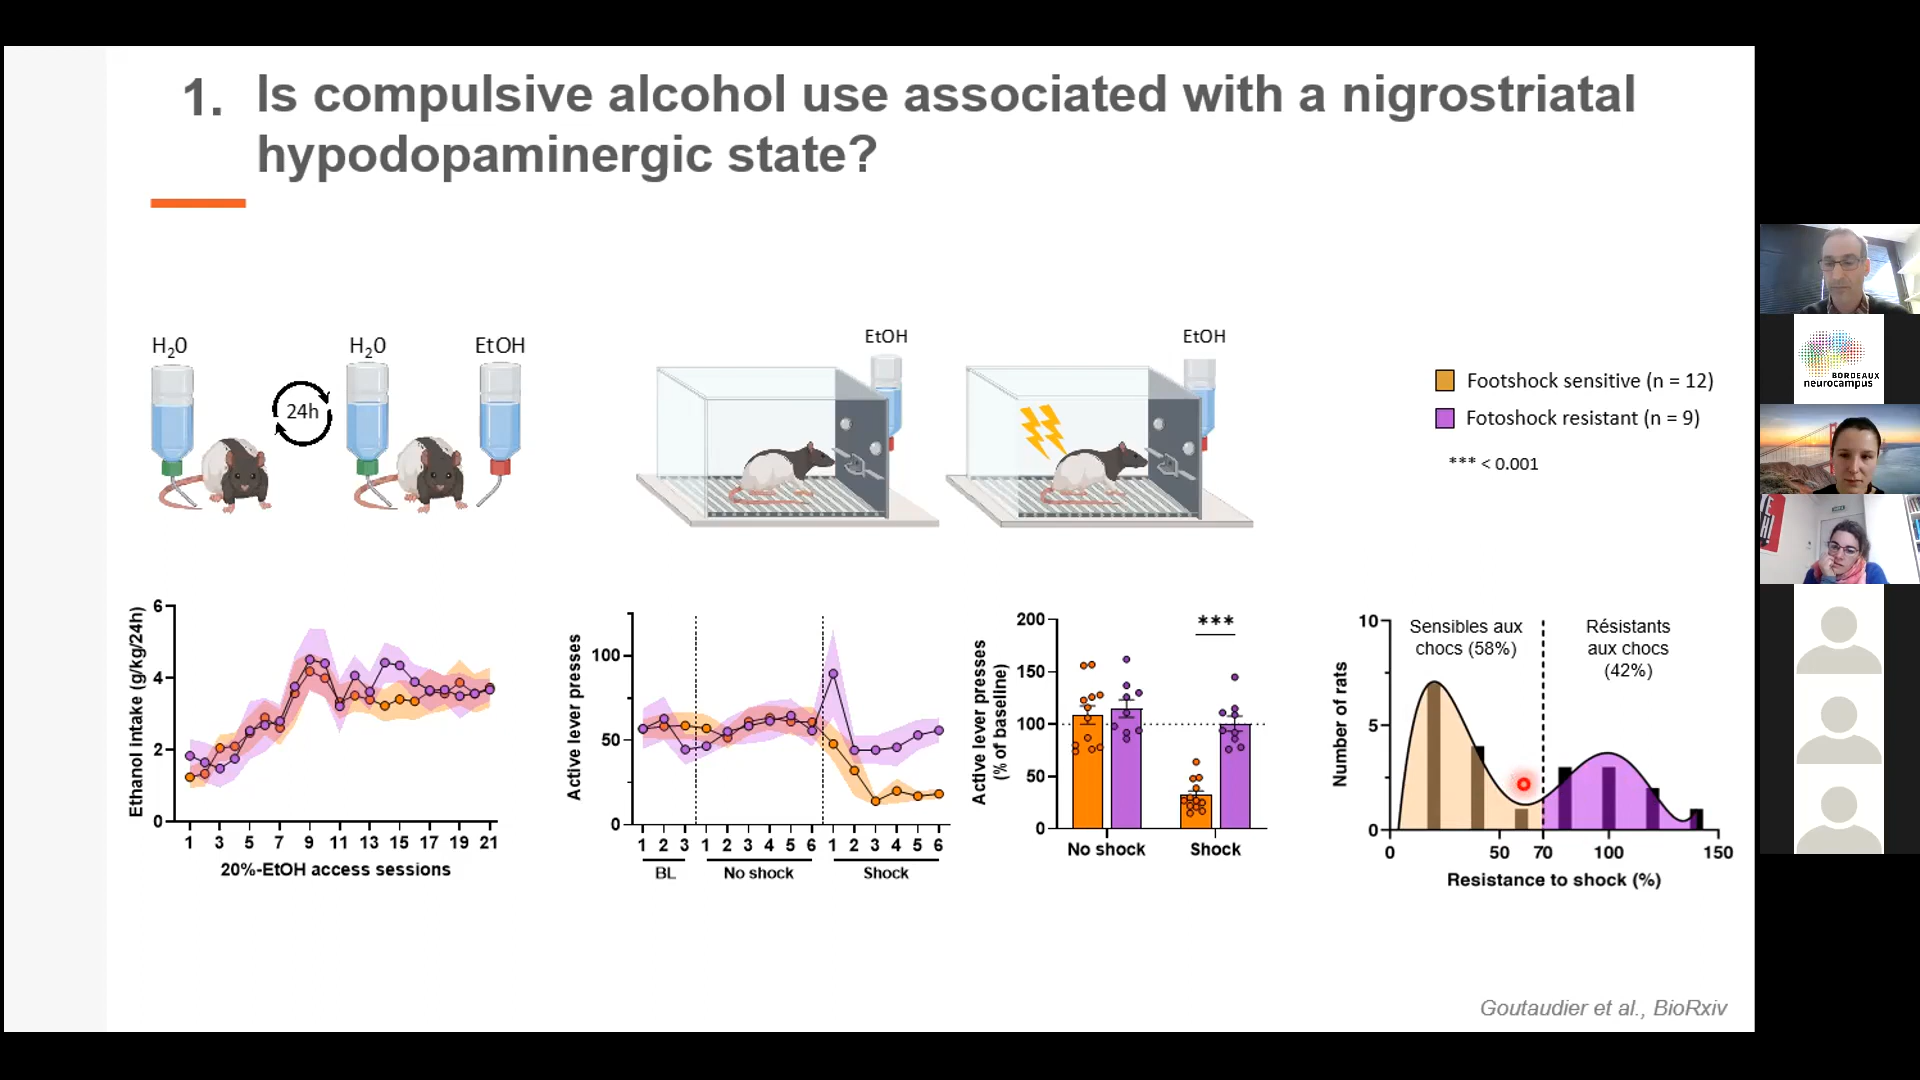 1. Is compulsive alcohol use associated with a nigrostriatal
hypodopaminergic state?
H₂O
24h
H₂O
EtOH
EtOH
EtOH
Footshock sensitive (n = 12)
Fotoshock resistant (n = 9)
*** < 0.001
BORDEAUX
neurocampus
Ethanol intake (g/kg/24h)
6
4
2
0
1 3 5 7 9 11 13 15 17 19 21
20%-EtOH access sessions
Active lever presses
100
50
0
1 2 3 1 2 3 4 5 6 1 2 3 4 5 6
BL No shock Shock
Active lever presses
(% of baseline)
200
150
100
50
0
***
No shock Shock
Number of rats
10
5
0
Sensibles aux
chocs (58%)
Résistants
aux chocs
(42%)
0 50 70 100 150
Resistance to shock (%)
Goutaudier et al., BioRxiv